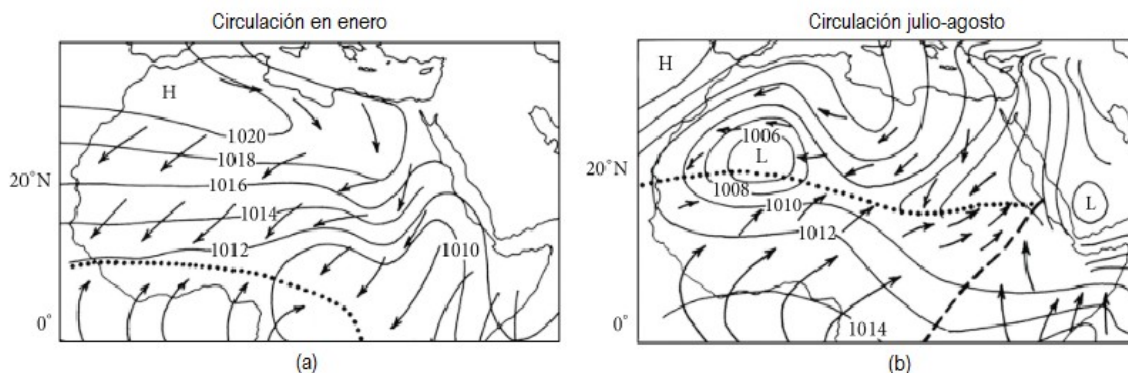 Circulación en enero
H
1020
1018
20°N
1016
1014
1012
1010
0°
(a)
Circulación julio-agosto
H
1006
L
20°N
1008
1010
L
1012
0°
1014
(b)